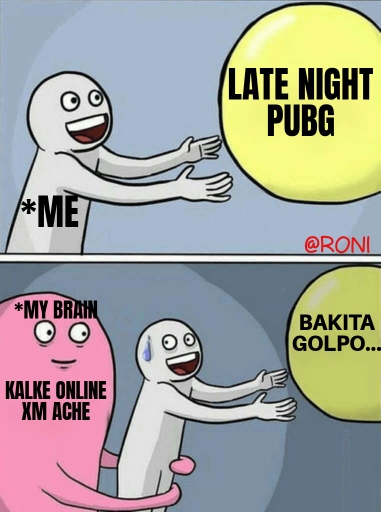 LATE NIGHT
PUBG
*ME
@RONI
*MY BRAIN
KALKE ONLINE
XM ACHE
BAKITA
GOLPO...